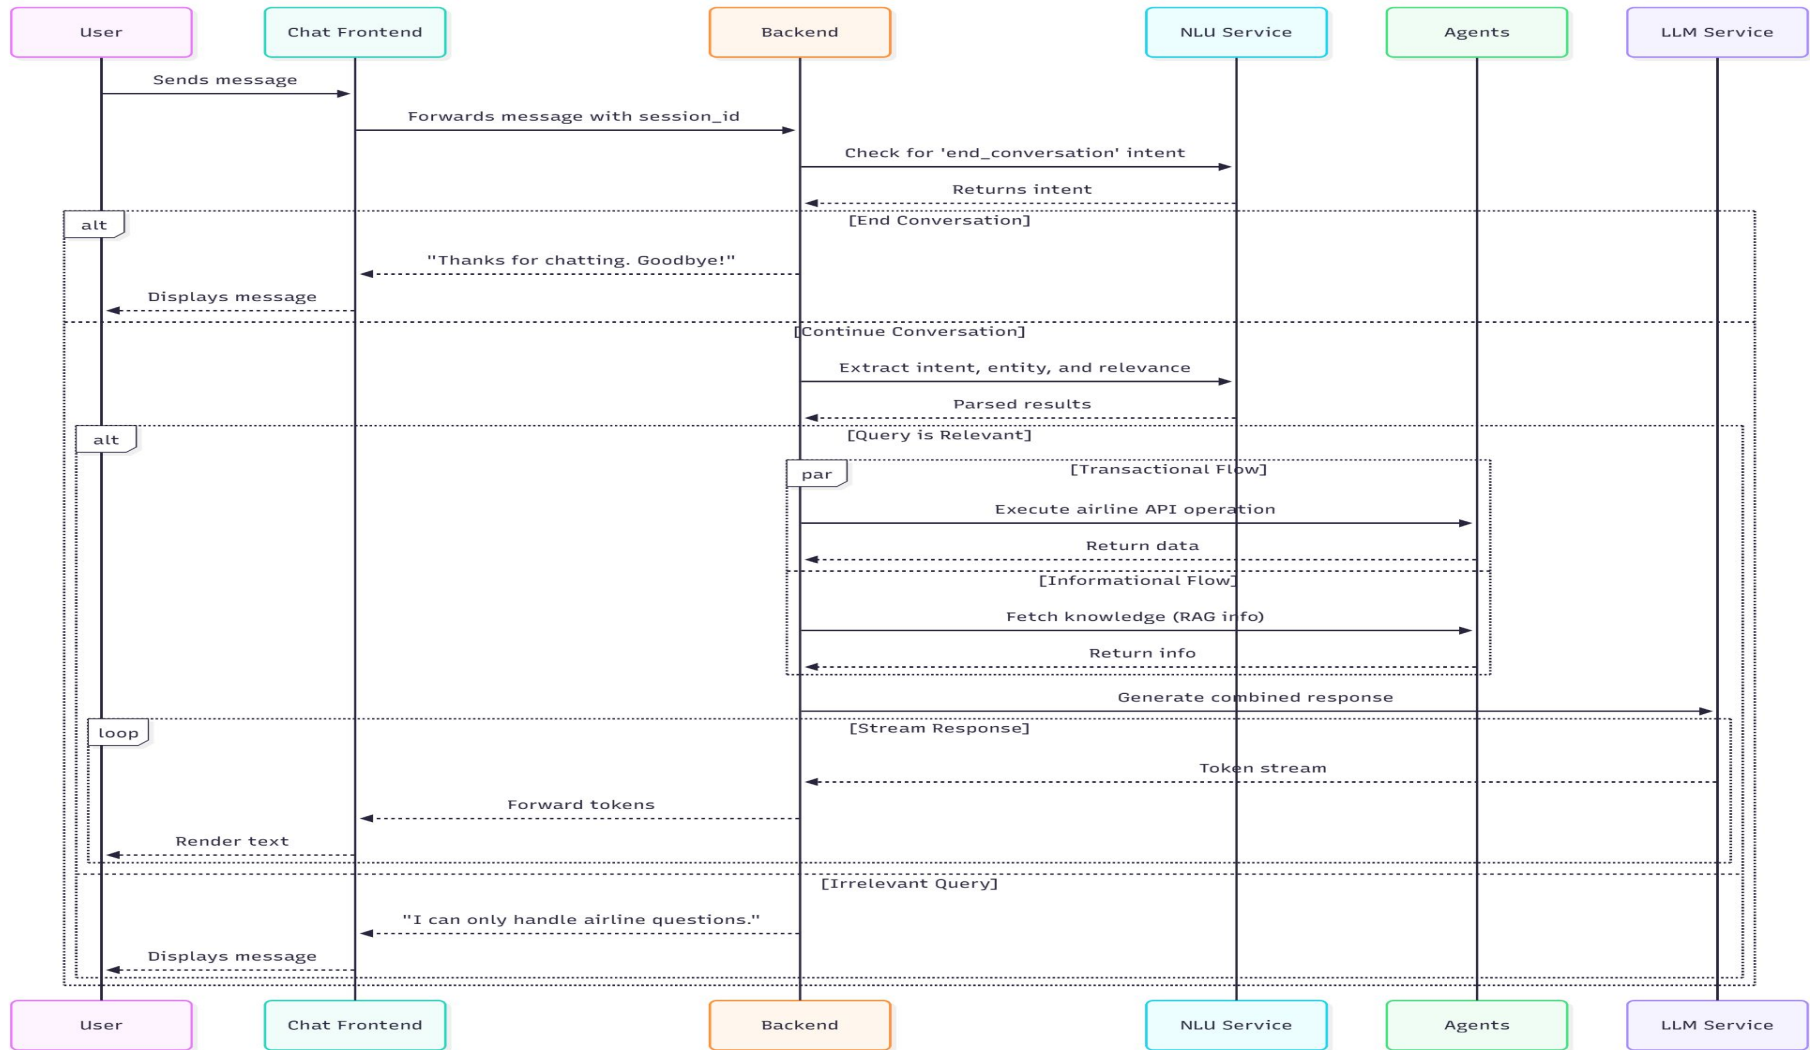 User
Chat Frontend
Backend
NLU Service
Agents
LLM Service
Sends message
Forwards message with session_id
Check for 'end_conversation' intent
Returns intent
alt
[End Conversation]
"Thanks for chatting. Goodbye!"
Displays message
[Continue Conversation]
Extract intent, entity, and relevance
Parsed results
alt
[Query is Relevant]
par
[Transactional Flow]
Execute airline API operation
Return data
[Informational Flow]
Fetch knowledge (RAG info)
Return info
Generate combined response
loop
[Stream Response]
Token stream
Forward tokens
Render text
[Irrelevant Query]
"I can only handle airline questions."
Displays message
User
Chat Frontend
Backend
NLU Service
Agents
LLM Service